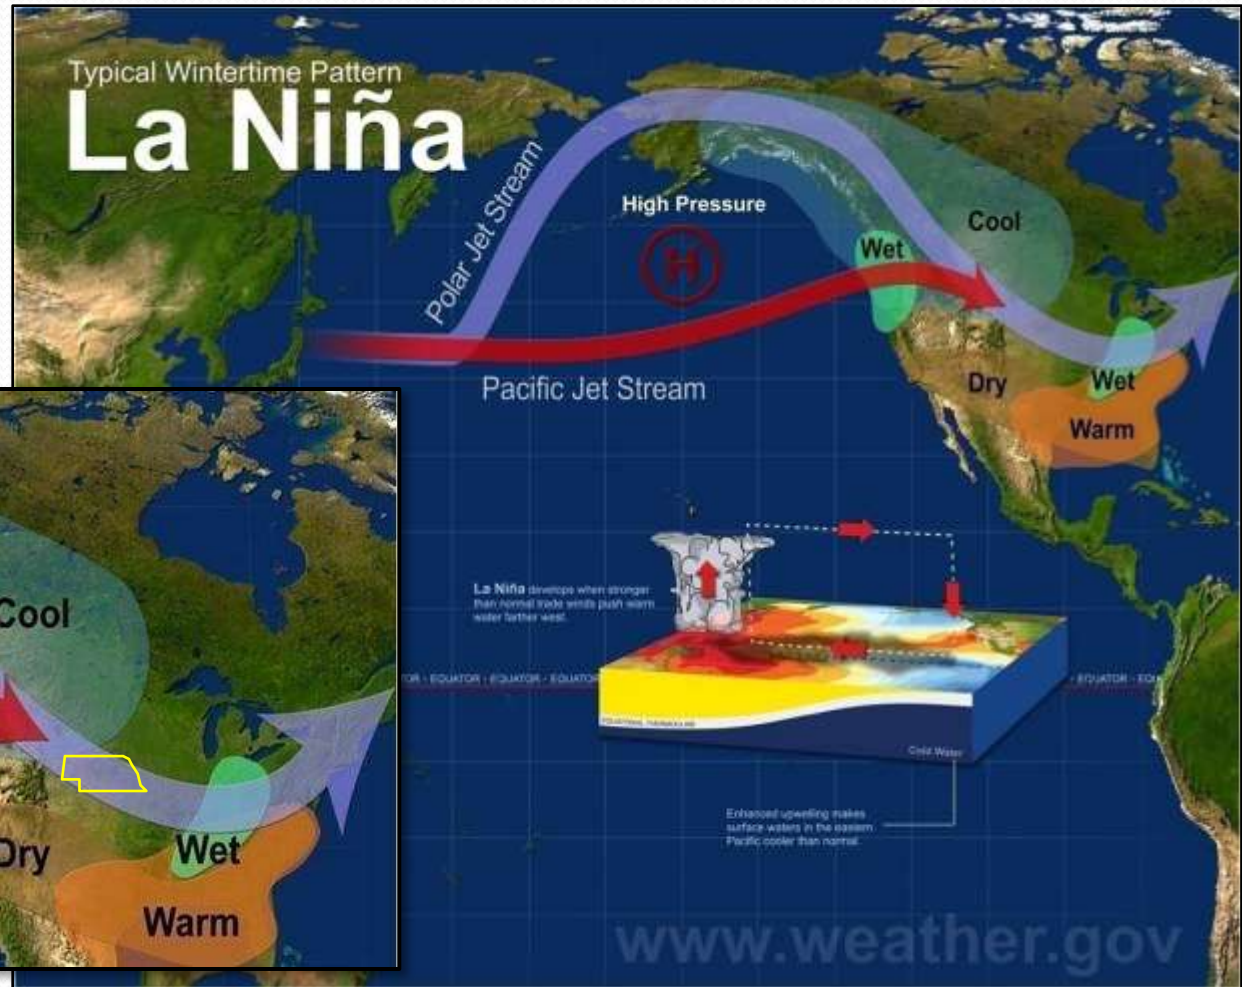 Typical Wintertime Pattern
La Niña
Polar Jet Stream
High Pressure
H
Cool
Wet
Pacific Jet Stream
Dry
Wet
Warm
La Niña develops when stronger
than normal trade winds push warm
water farther west.
EQUATOR - EQUATOR - EQUATOR
- EQUATOR -
EQUATORIAL THERMOCLINE
Cold Water
Enhanced upwelling makes
surface waters in the eastern
Pacific cooler than normal.
www.weather.gov
Cool
Dry
Wet
Warm